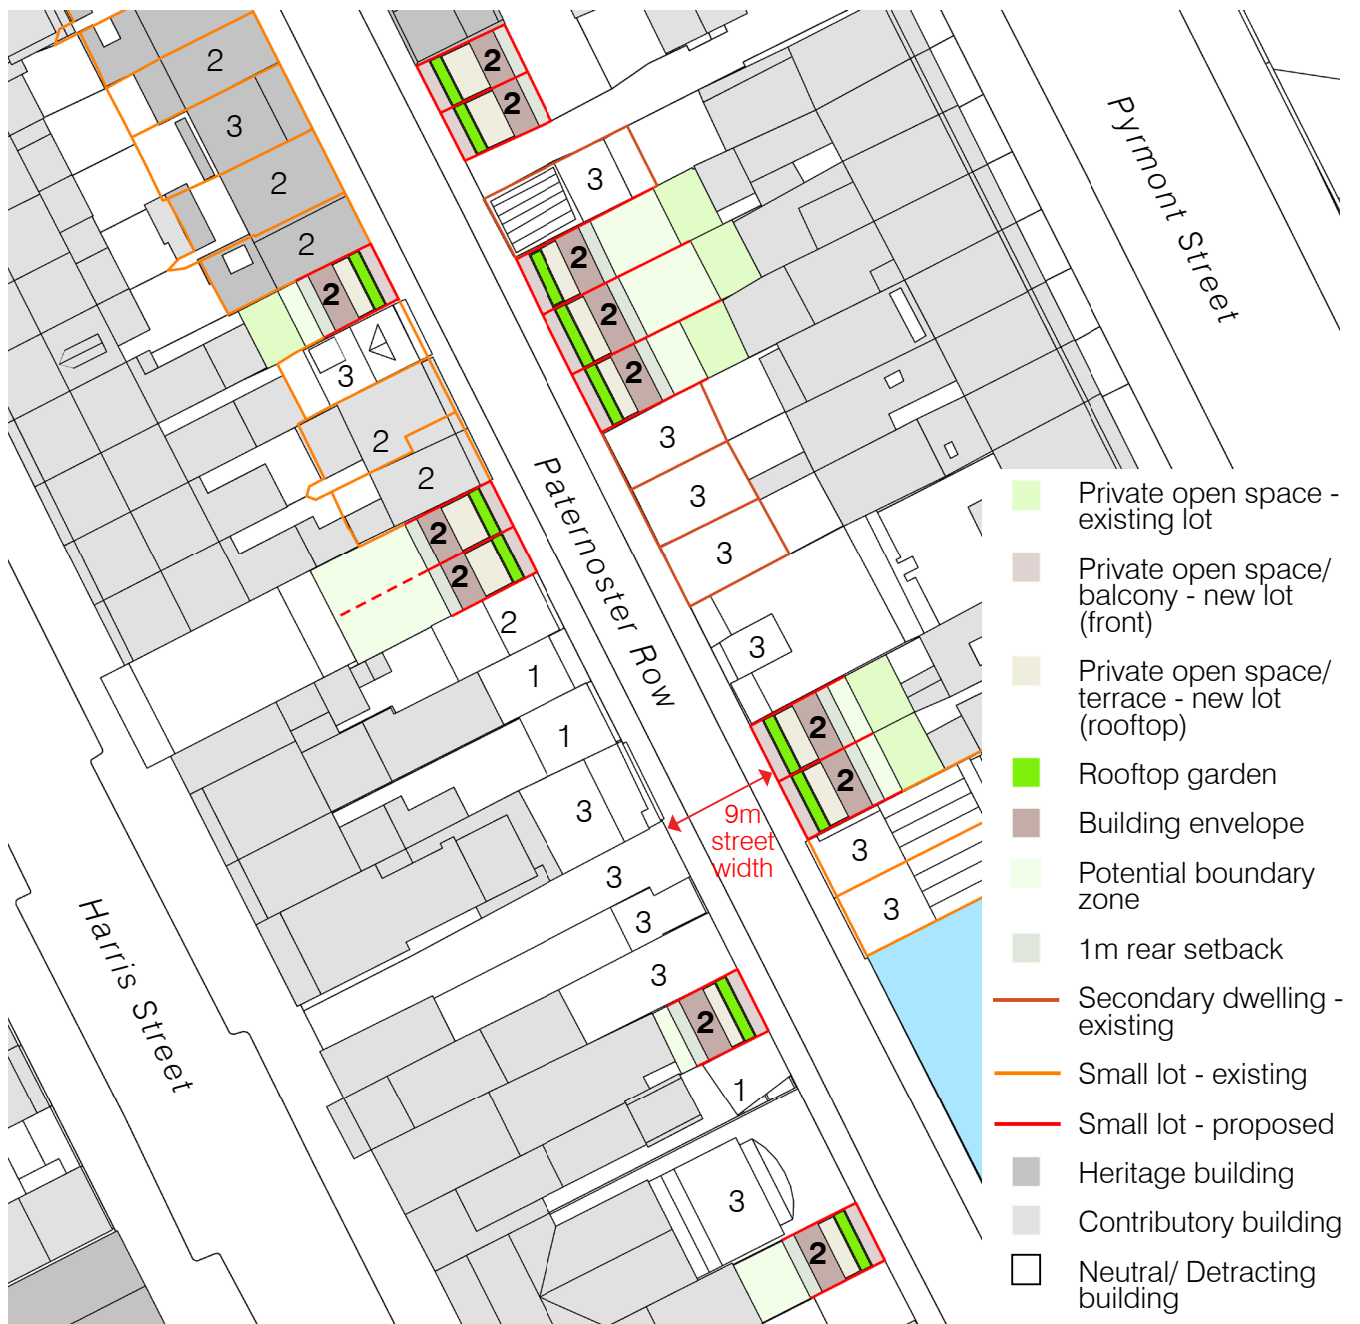 2
3
2
2
2
3
2
2
2
2
2
1
1
3
3
3
3
2
1
3
2
2
2
3
2
2
2
3
3
3
3
2
2
3
3
Pyrmont Street
Paternoster Row
Harris Street
9m
street
width
Private open space -
existing lot
Private open space/
balcony - new lot
(front)
Private open space/
terrace - new lot
(rooftop)
Rooftop garden
Building envelope
Potential boundary
zone
1m rear setback
Secondary dwelling -
existing
Small lot - existing
Small lot - proposed
Heritage building
Contributory building
Neutral/ Detracting
building